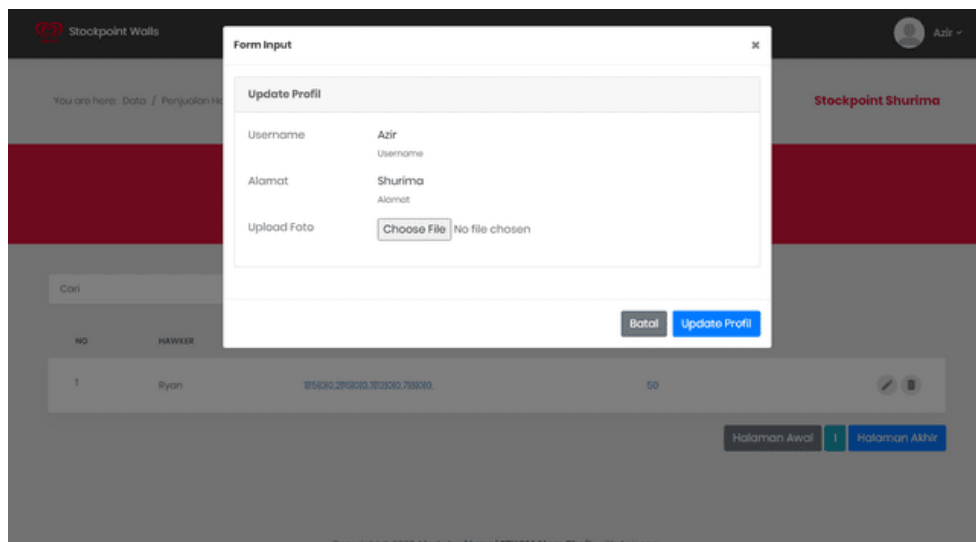 Stockpoint Walls
Azir
Form Input
×
You are here: Data / Penjualan
Stockpoint Shurima
Update Profil
Username
Azir
Username
Alamat
Shurima
Alamat
Upload Foto
Choose File No file chosen
Batal
Update Profil
Cari
NO
HAWKER
1
Ryan
50
Halaman Awal
1
Halaman Akhir